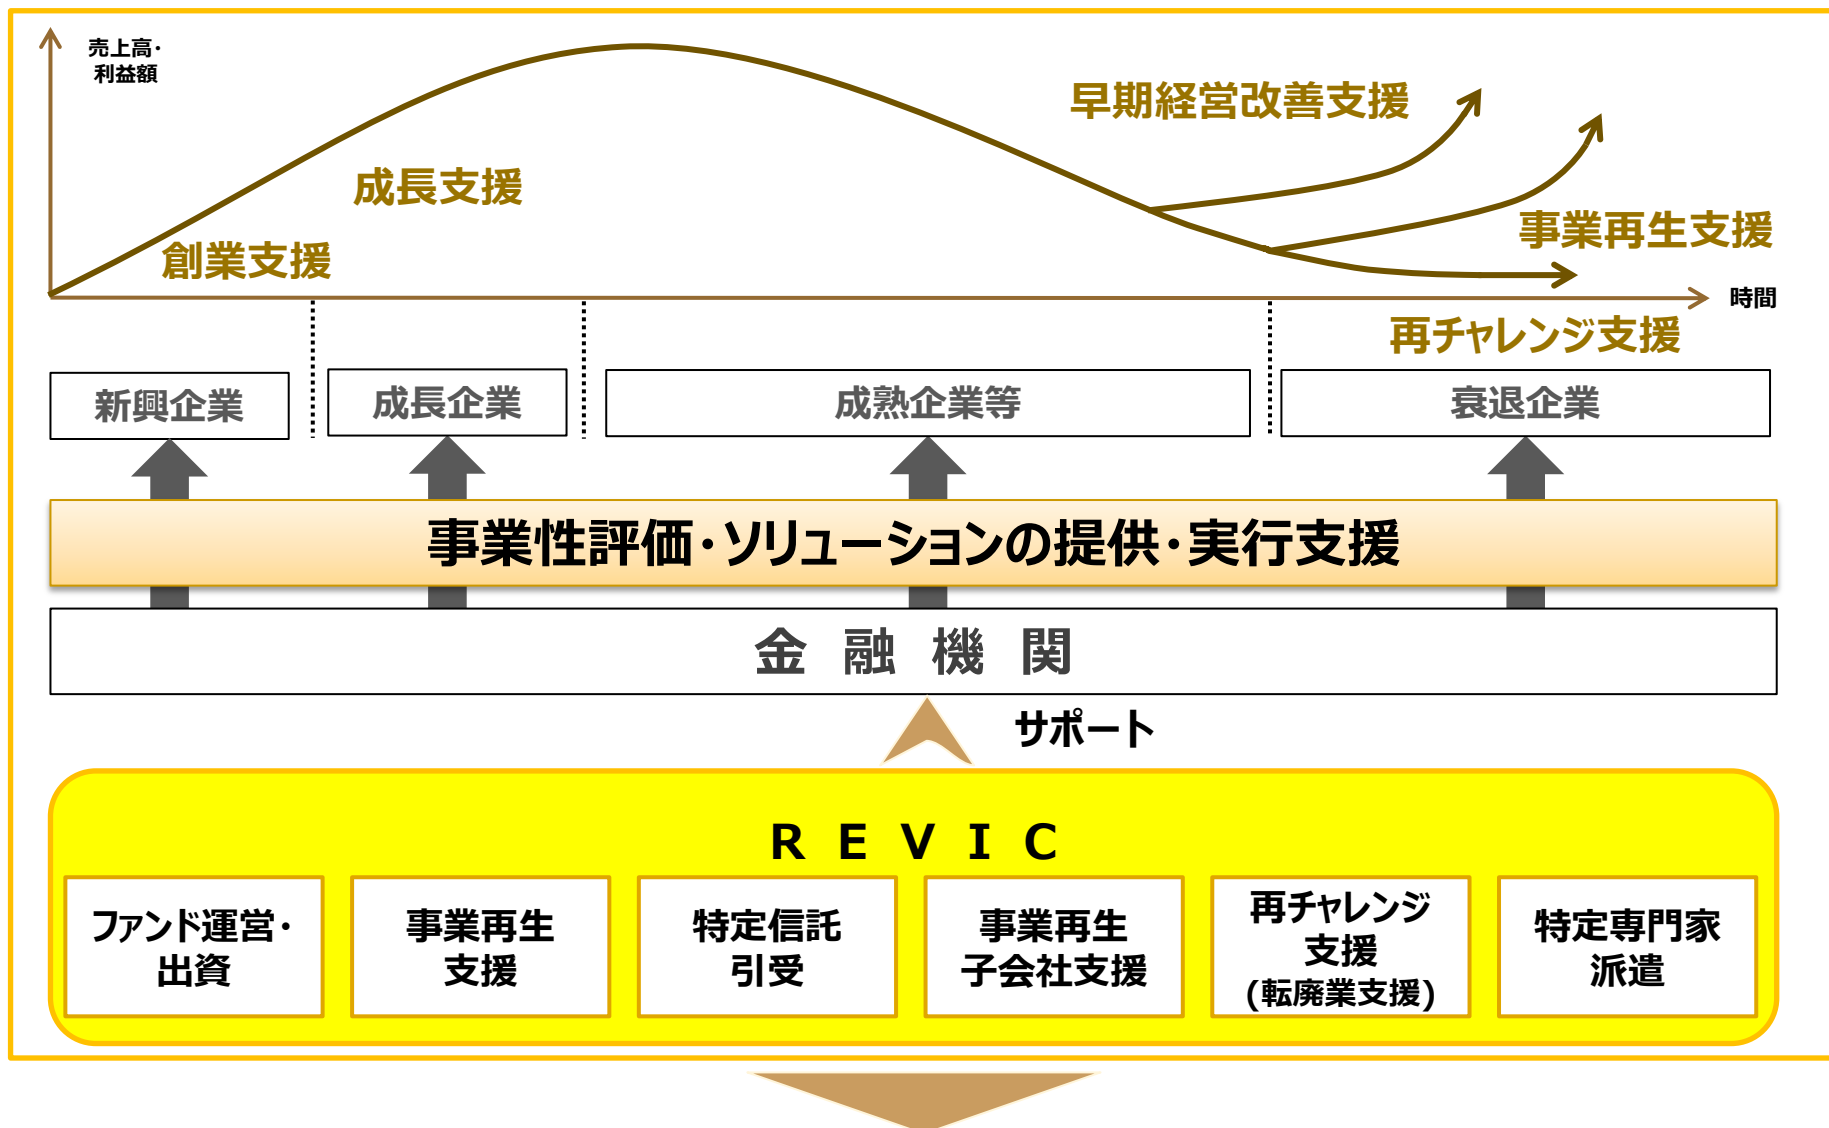 売上高・
利益額
早期経営改善支援
成長支援
事業再生支援
創業支援
時間
再チャレンジ支援
新興企業
成長企業
成熟企業等
衰退企業
事業性評価・ソリューションの提供・実行支援
金融機関
サポート
REVIC
ファンド運営・
出資
事業再生
支援
特定信託
引受
事業再生
子会社支援
再チャレンジ
支援
(転廃業支援)
特定専門家
派遣